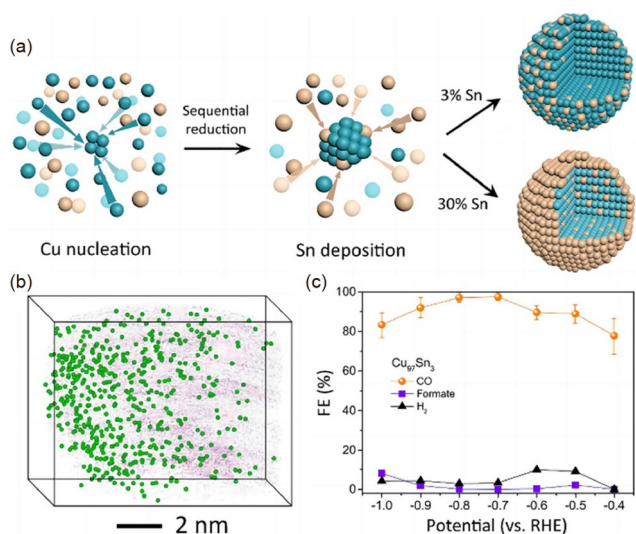 (a)
Sequential
reduction
3% Sn
30% Sn
Cu nucleation
Sn deposition
(b)
2 nm
(c)
100
80
60
40
20
0
FE (%)
Cu97Sn3
CO
Formate
H2
-1.0 -0.9 -0.8 -0.7 -0.6 -0.5 -0.4
Potential (vs. RHE)